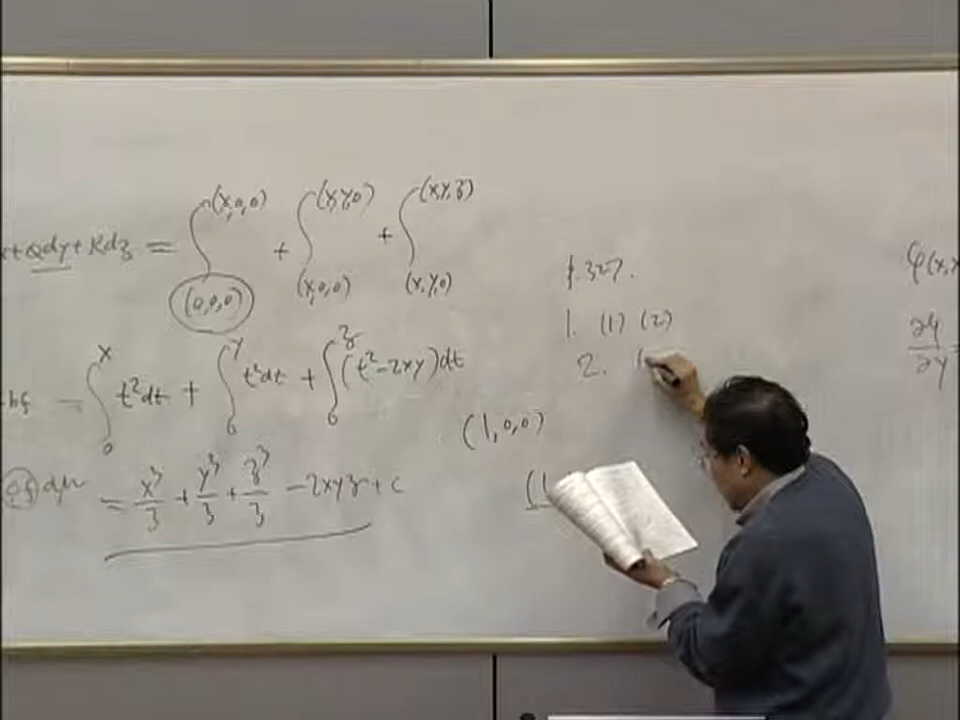 +Qdy+Rdz = ∫_{(0,0,0)}^{(x,0,0)} + ∫_{(x,0,0)}^{(x,y,0)} + ∫_{(x,y,0)}^{(x,y,z)}
= ∫_0^x t²dt + ∫_0^y t²dt + ∫_0^z (t²-2xy)dt
= x³/3 + y³/3 + z³/3 - 2xyz + c
(1,0,0)
(1
p.327.
1. (1) (2)
2. (
φ(x,
∂φ/∂y =